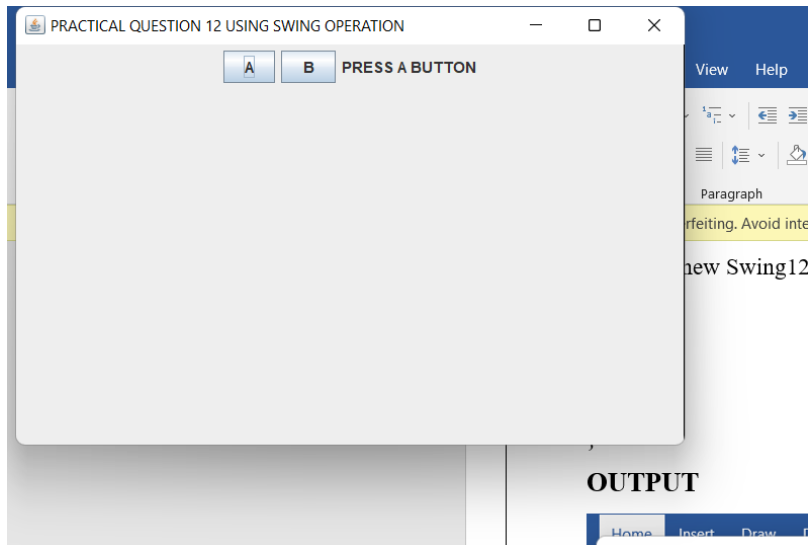 PRACTICAL QUESTION 12 USING SWING OPERATION
View Help
A B PRESS A BUTTON
Paragraph
rfeiting. Avoid inte
new Swing12
OUTPUT
Home Insert Draw